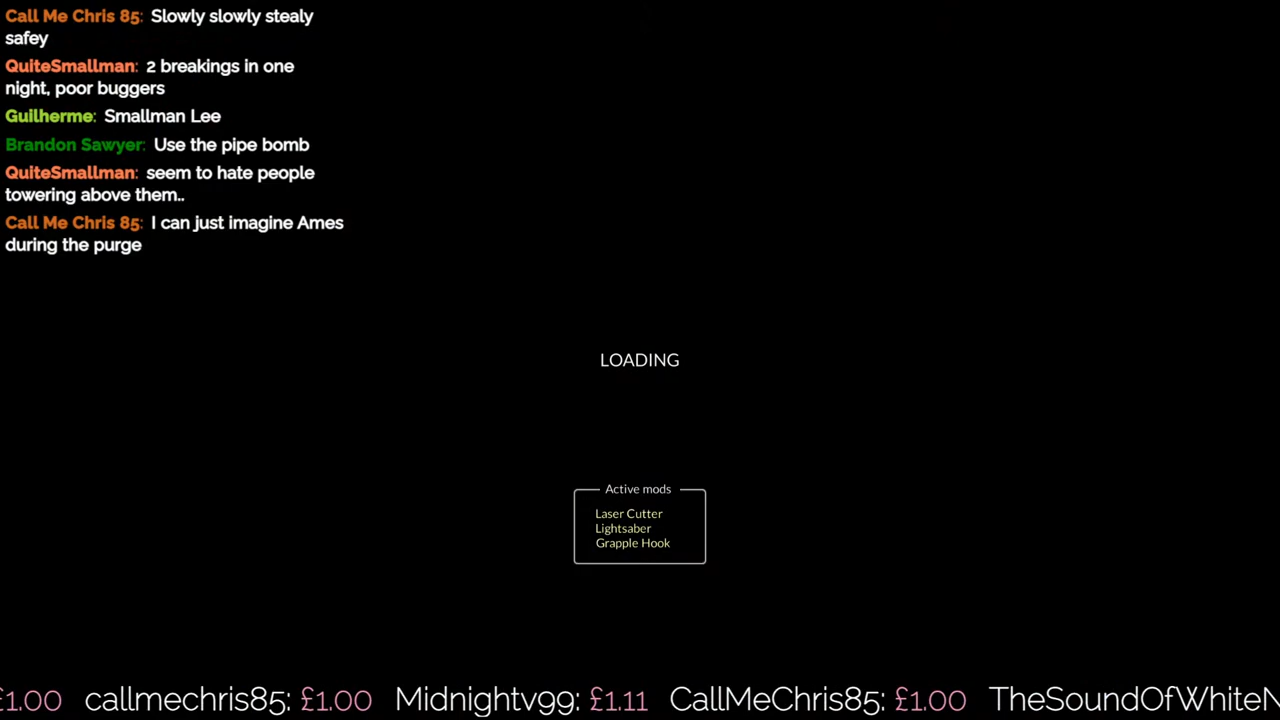 Call Me Chris 85: Slowly slowly stealy
safey
QuiteSmallman: 2 breakings in one
night, poor buggers
Guilherme: Smallman Lee
Brandon Sawyer: Use the pipe bomb
QuiteSmallman: seem to hate people
towering above them..
Call Me Chris 85: I can just imagine Ames
during the purge
LOADING
Active mods
Laser Cutter
Lightsaber
Grapple Hook
£1.00 callmechris85: £1.00 Midnightv99: £1.11 CallMeChris85: £1.00 TheSoundOfWhiteN